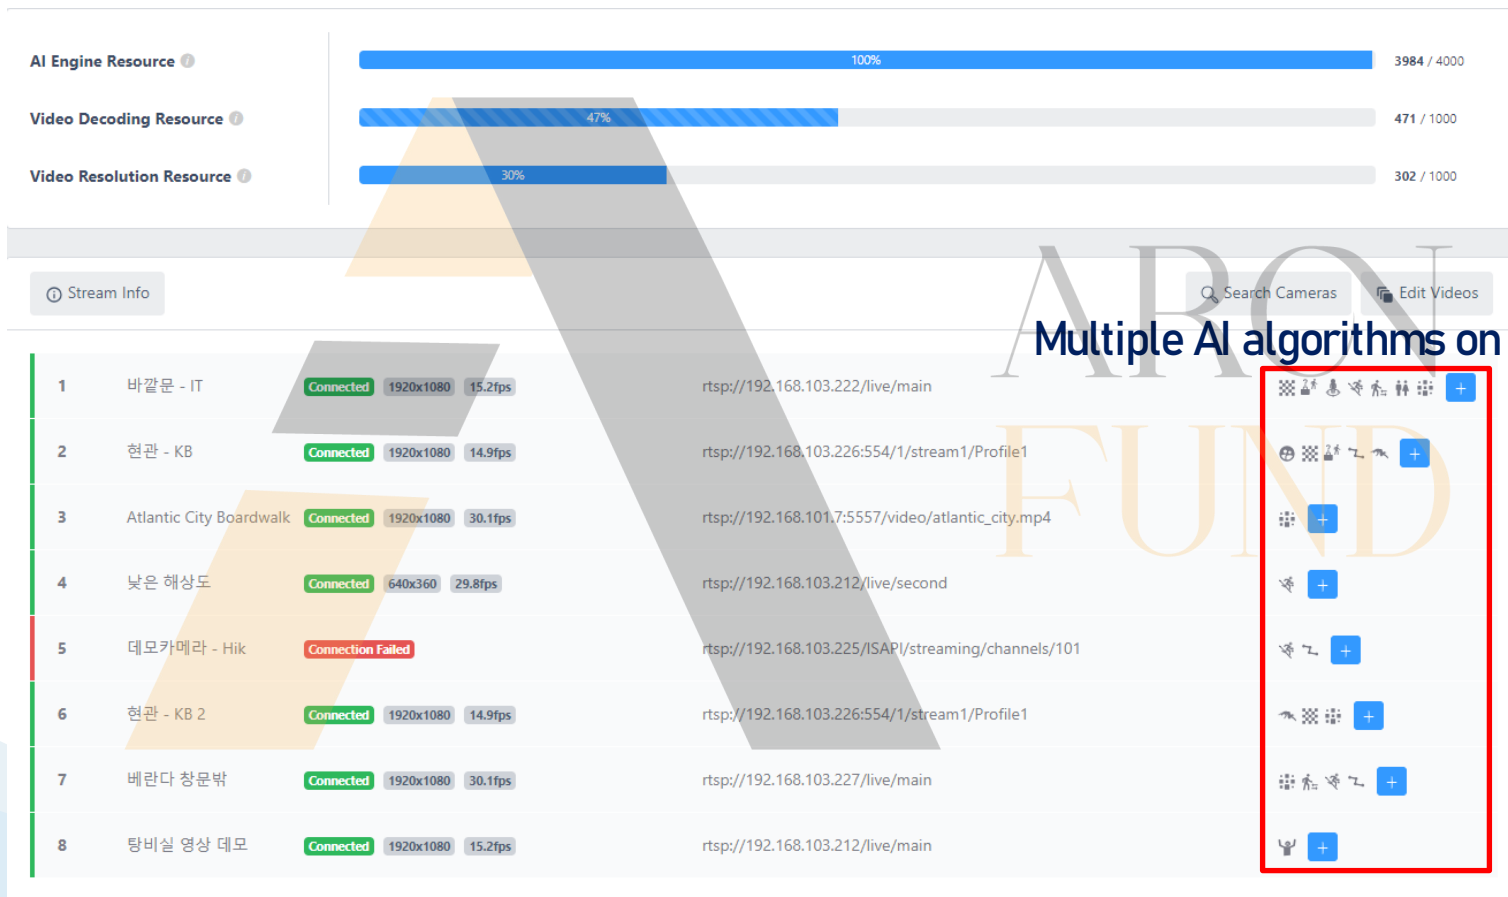 AI Engine Resource
100%
3984 / 4000
Video Decoding Resource
47%
471 / 1000
Video Resolution Resource
30%
302 / 1000
ARCN
FUND
Stream Info
Search Cameras
Edit Videos
Multiple AI algorithms on
1 바깥문 - IT Connected 1920x1080 15.2fps rtsp://192.168.103.222/live/main +
2 현관 - KB Connected 1920x1080 14.9fps rtsp://192.168.103.226:554/1/stream1/Profile1 +
3 Atlantic City Boardwalk Connected 1920x1080 30.1fps rtsp://192.168.101.7:5557/video/atlantic_city.mp4 +
4 낮은 해상도 Connected 640x360 29.8fps rtsp://192.168.103.212/live/second +
5 데모카메라 - Hik Connection Failed rtsp://192.168.103.225/ISAPI/streaming/channels/101 +
6 현관 - KB 2 Connected 1920x1080 14.9fps rtsp://192.168.103.226:554/1/stream1/Profile1 +
7 베란다 창문밖 Connected 1920x1080 30.1fps rtsp://192.168.103.227/live/main +
8 탕비실 영상 데모 Connected 1920x1080 15.2fps rtsp://192.168.103.212/live/main +